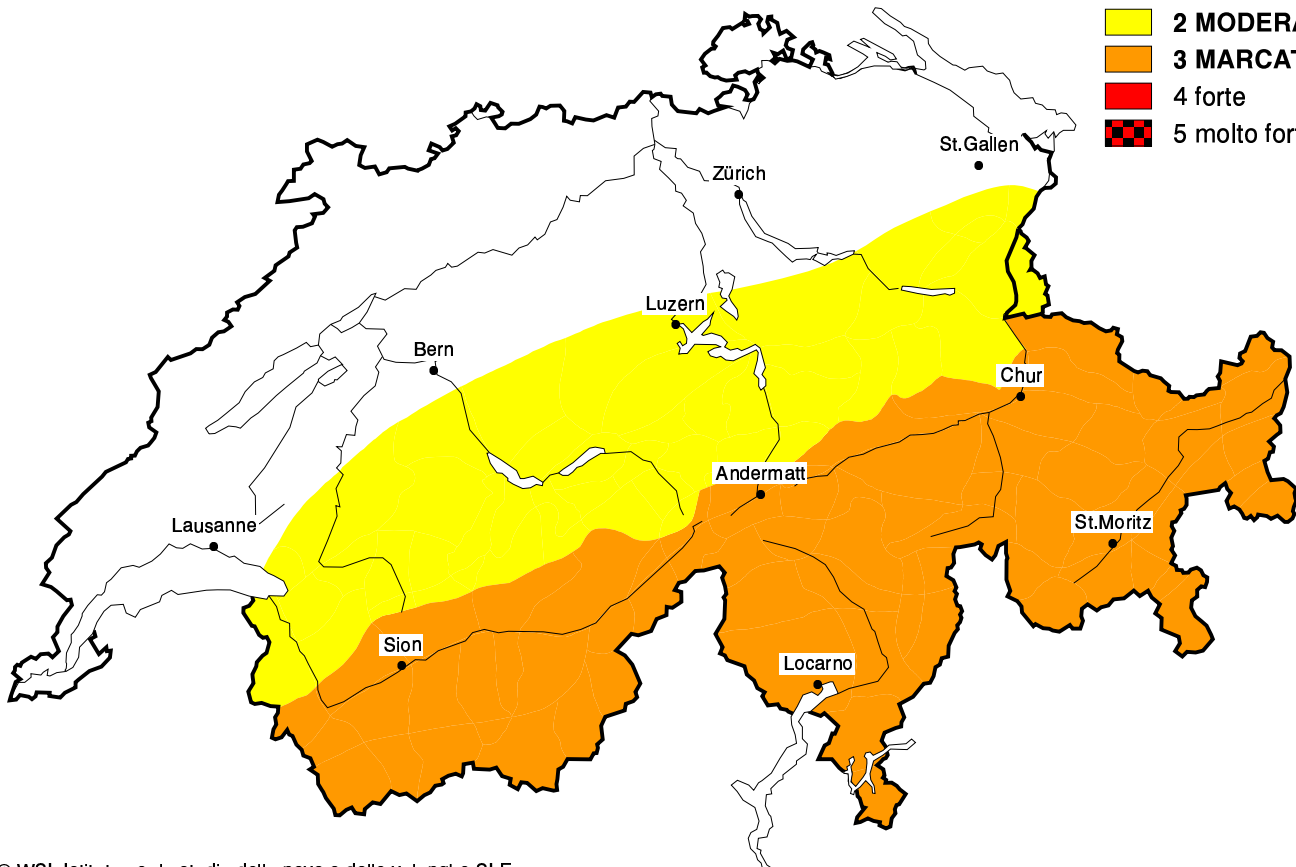 2 MODERA
3 MARCAT
4 forte
5 molto for
St.Gallen
Zürich
Luzern
Bern
Chur
Andermatt
Lausanne
St.Moritz
Sion
Locarno